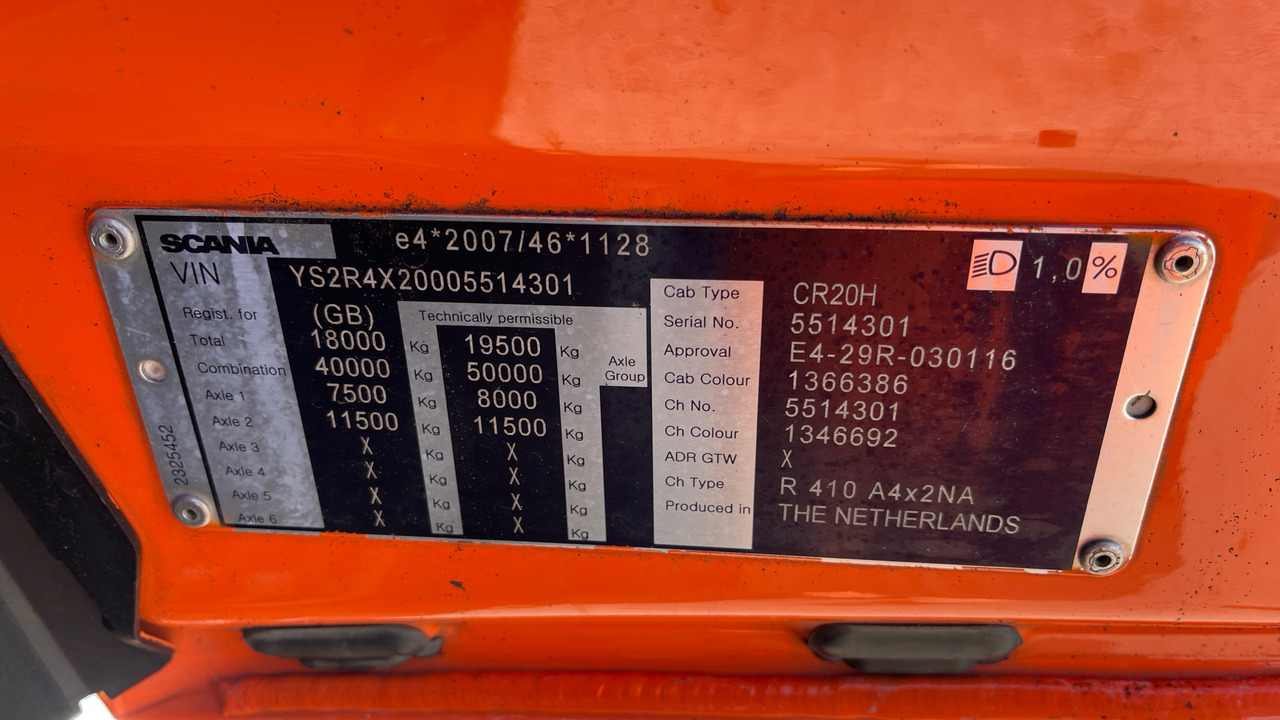 SCANIA e4*2007/46*1128 1,0 %
VIN YS2R4X20005514301
Regist. for (GB) Technically permissible
Total 18000 Kg 19500 Kg
Combination 40000 Kg 50000 Kg Axle Group
Axle 1 7500 Kg 8000 Kg
Axle 2 11500 Kg 11500 Kg
Axle 3 X Kg X Kg
Axle 4 X Kg X Kg
Axle 5 X Kg X Kg
Axle 6 X Kg X Kg
2325452
Cab Type CR20H
Serial No. 5514301
Approval E4-29R-030116
Cab Colour 1366386
Ch No. 5514301
Ch Colour 1346692
ADR GTW X
Ch Type R 410 A4x2NA
Produced in THE NETHERLANDS